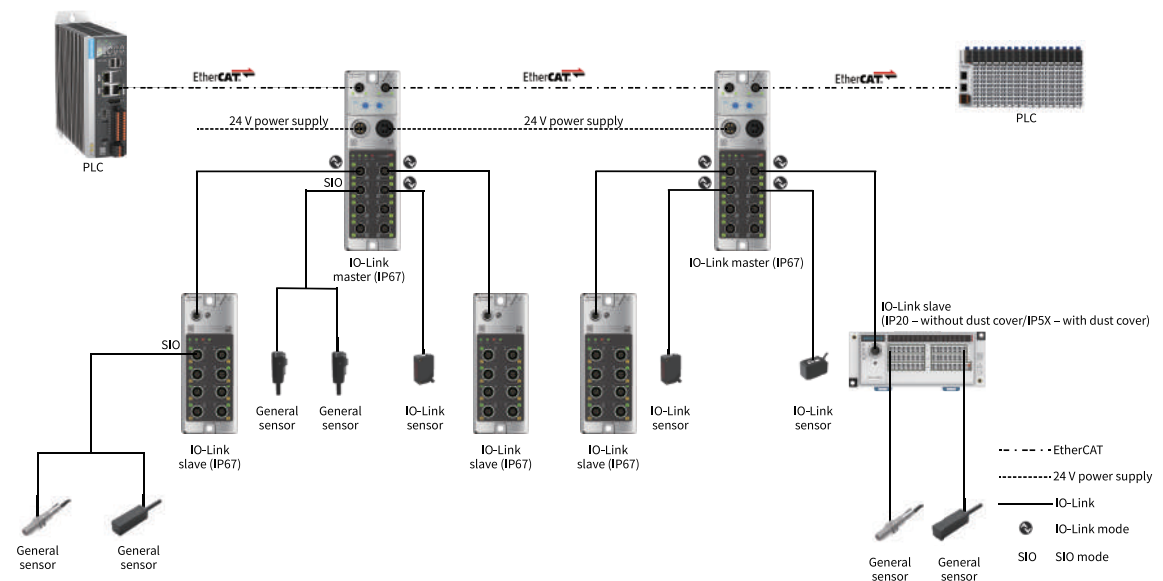 EtherCAT
EtherCAT
EtherCAT
PLC
24 V power supply
24 V power supply
PLC
SIO
IO-Link
master (IP67)
IO-Link master (IP67)
IO-Link slave
(IP20 – without dust cover/IP5X – with dust cover)
SIO
General
sensor
General
sensor
IO-Link
sensor
IO-Link
sensor
IO-Link
sensor
IO-Link
slave (IP67)
IO-Link
slave (IP67)
IO-Link
slave (IP67)
General
sensor
General
sensor
General
sensor
General
sensor
EtherCAT
24 V power supply
IO-Link
IO-Link mode
SIO SIO mode